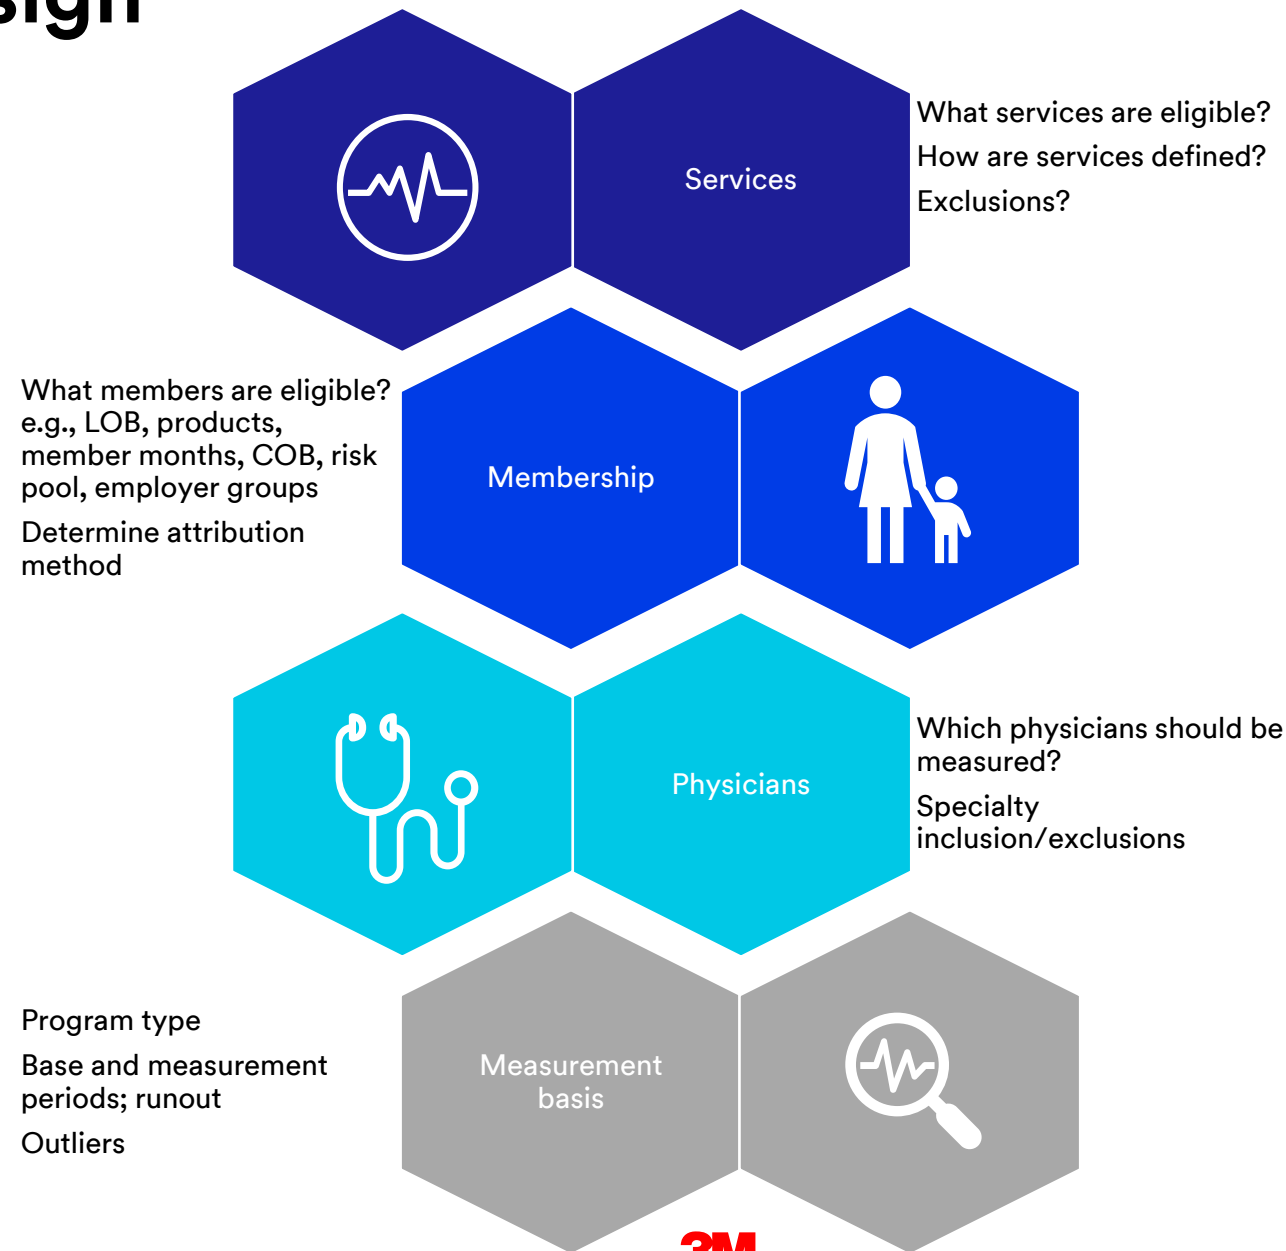 sign
Services
What services are eligible?
How are services defined?
Exclusions?
What members are eligible?
e.g., LOB, products,
member months, COB, risk
pool, employer groups
Determine attribution
method
Membership
Physicians
Which physicians should be
measured?
Specialty
inclusion/exclusions
Program type
Base and measurement
periods; runout
Outliers
Measurement
basis
3M